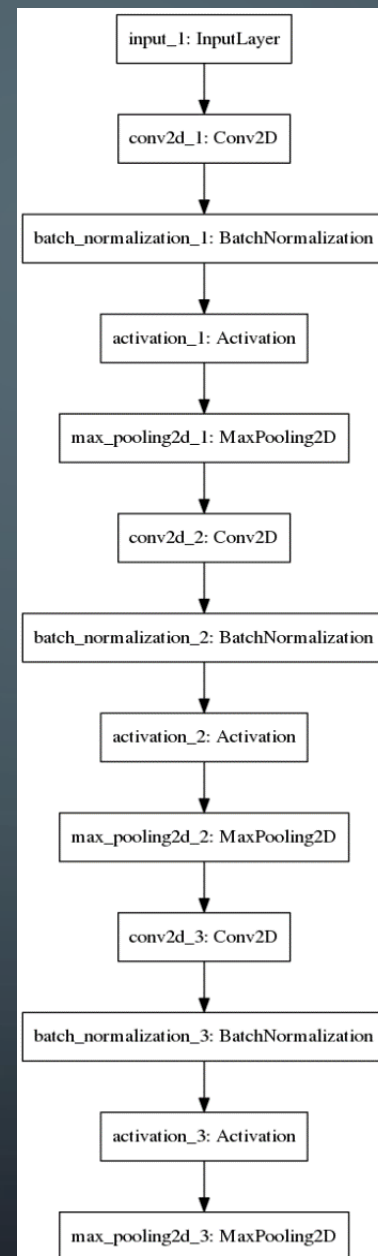 input_1: InputLayer
conv2d_1: Conv2D
batch_normalization_1: BatchNormalization
activation_1: Activation
max_pooling2d_1: MaxPooling2D
conv2d_2: Conv2D
batch_normalization_2: BatchNormalization
activation_2: Activation
max_pooling2d_2: MaxPooling2D
conv2d_3: Conv2D
batch_normalization_3: BatchNormalization
activation_3: Activation
max_pooling2d_3: MaxPooling2D